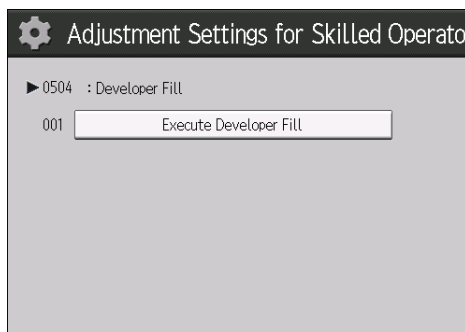 Adjustment Settings for Skilled Operato
0504 : Developer Fill
001 Execute Developer Fill